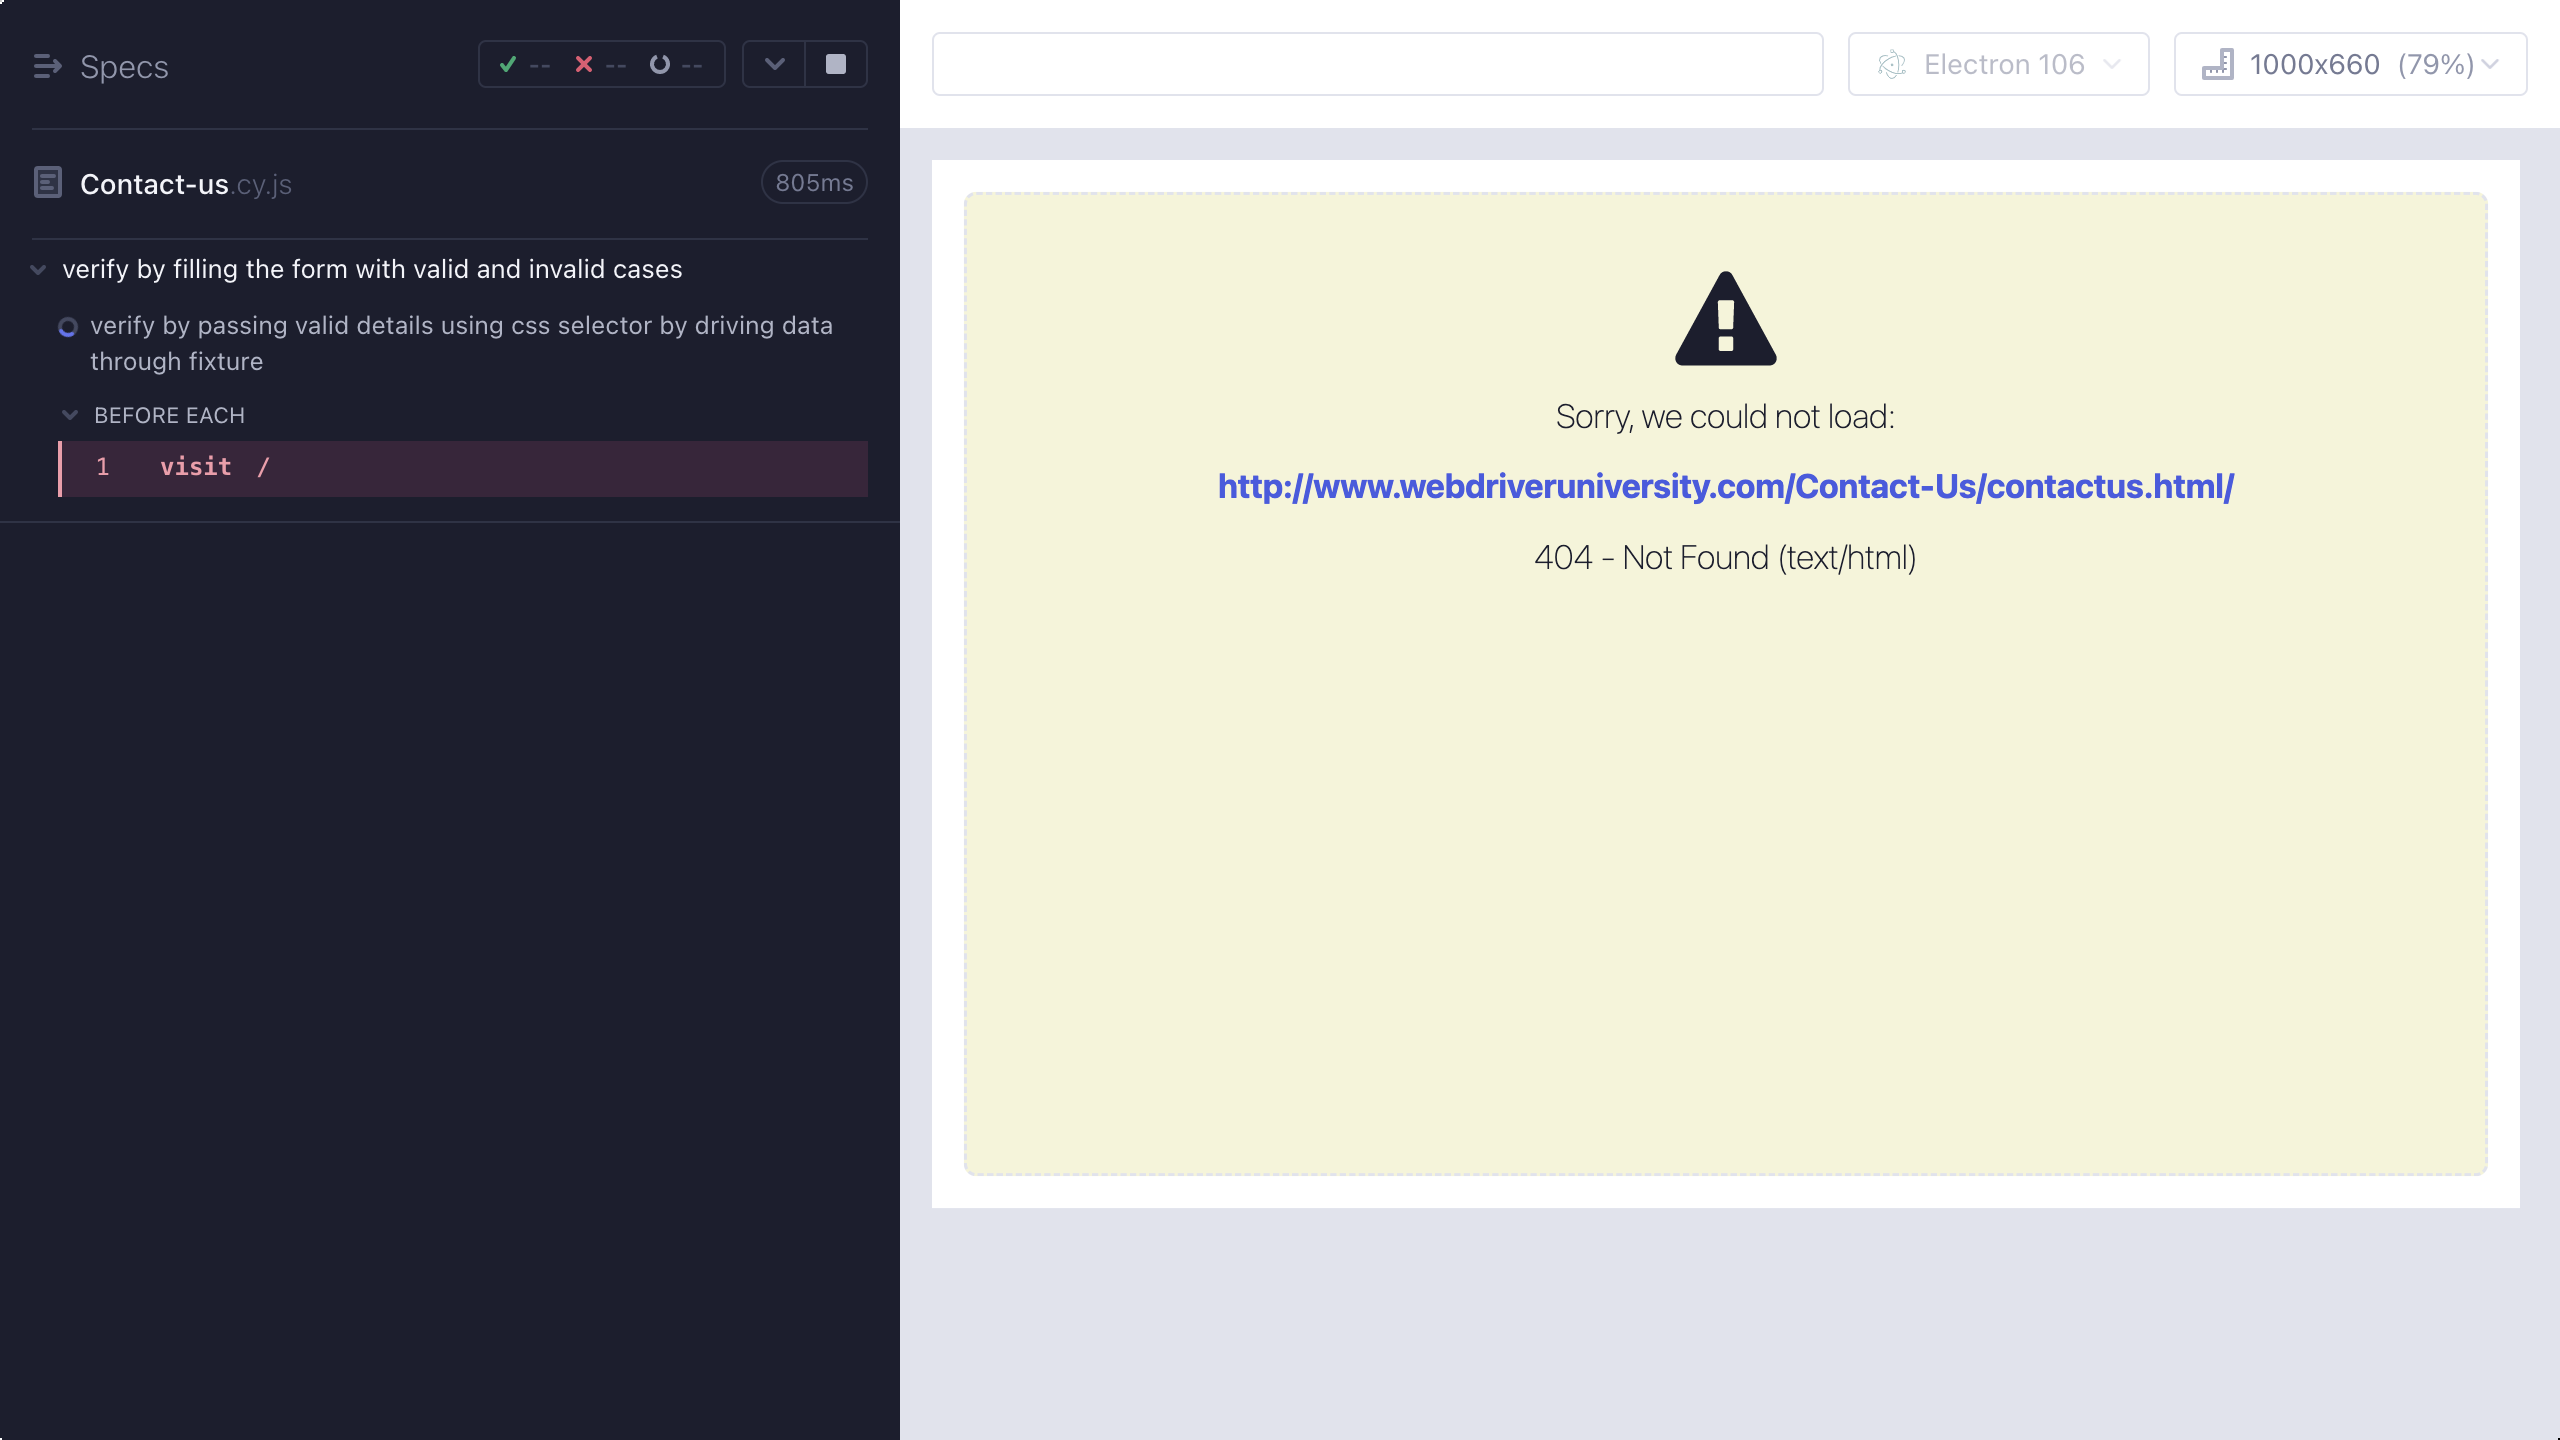 Specs
-- -- --
Electron 106
1000x660 (79%)
Contact-us.cy.js
805ms
verify by filling the form with valid and invalid cases
verify by passing valid details using css selector by driving data
through fixture
BEFORE EACH
1 visit /
Sorry, we could not load:
http://www.webdriveruniversity.com/Contact-Us/contactus.html/
404 - Not Found (text/html)